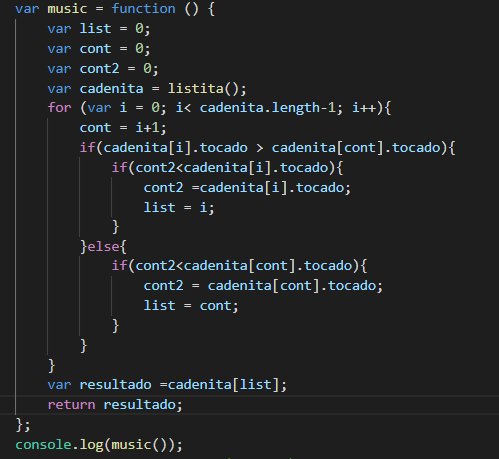 var music = function () {
    var list = 0;
    var cont = 0;
    var cont2 = 0;
    var cadenita = listita();
    for (var i = 0; i< cadenita.length-1; i++){
        cont = i+1;
        if(cadenita[i].tocado > cadenita[cont].tocado){
            if(cont2<cadenita[i].tocado){
                cont2 =cadenita[i].tocado;
                list = i;
            }
        }else{
            if(cont2<cadenita[cont].tocado){
                cont2 = cadenita[cont].tocado;
                list = cont;
            }
        }
    }
    var resultado =cadenita[list];
    return resultado;
};
console.log(music());